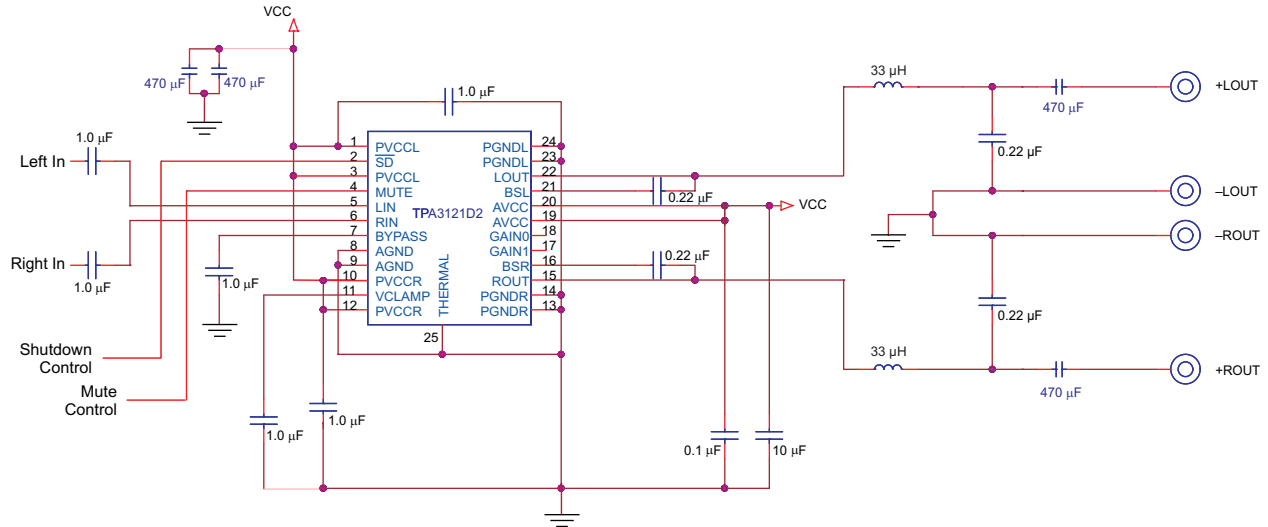 VCC
470 µF
470 µF
1.0 µF
33 µH
470 µF
+LOUT
1.0 µF
Left In
0.22 µF
–LOUT
1 PVCCL PGNDL 24
2 SD PGNDL 23
3 PVCCL LOUT 22
4 MUTE BSL 21
5 LIN TPA3121D2 AVCC 20
6 RIN AVCC 19
7 BYPASS GAIN0 18
8 AGND GAIN1 17
9 AGND BSR 16
10 PVCCR ROUT 15
11 VCLAMP PGNDR 14
12 PVCCR PGNDR 13
THERMAL
25
0.22 µF
VCC
–ROUT
Right In
1.0 µF
1.0 µF
0.22 µF
0.22 µF
Shutdown
Control
Mute
Control
33 µH
470 µF
+ROUT
1.0 µF
1.0 µF
0.1 µF
10 µF